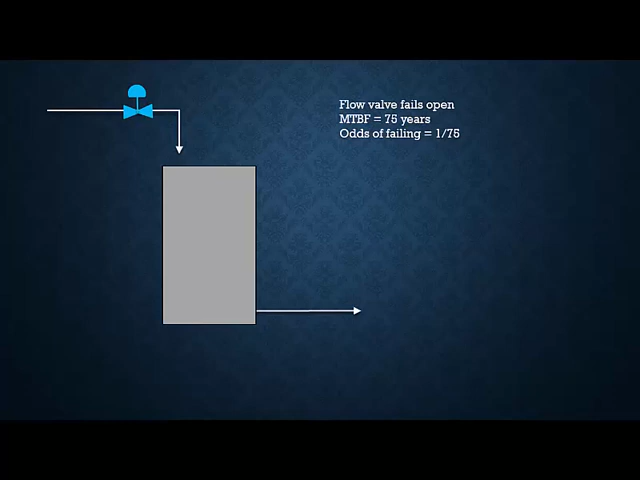 Flow valve fails open
MTBF = 75 years
Odds of failing = 1/75